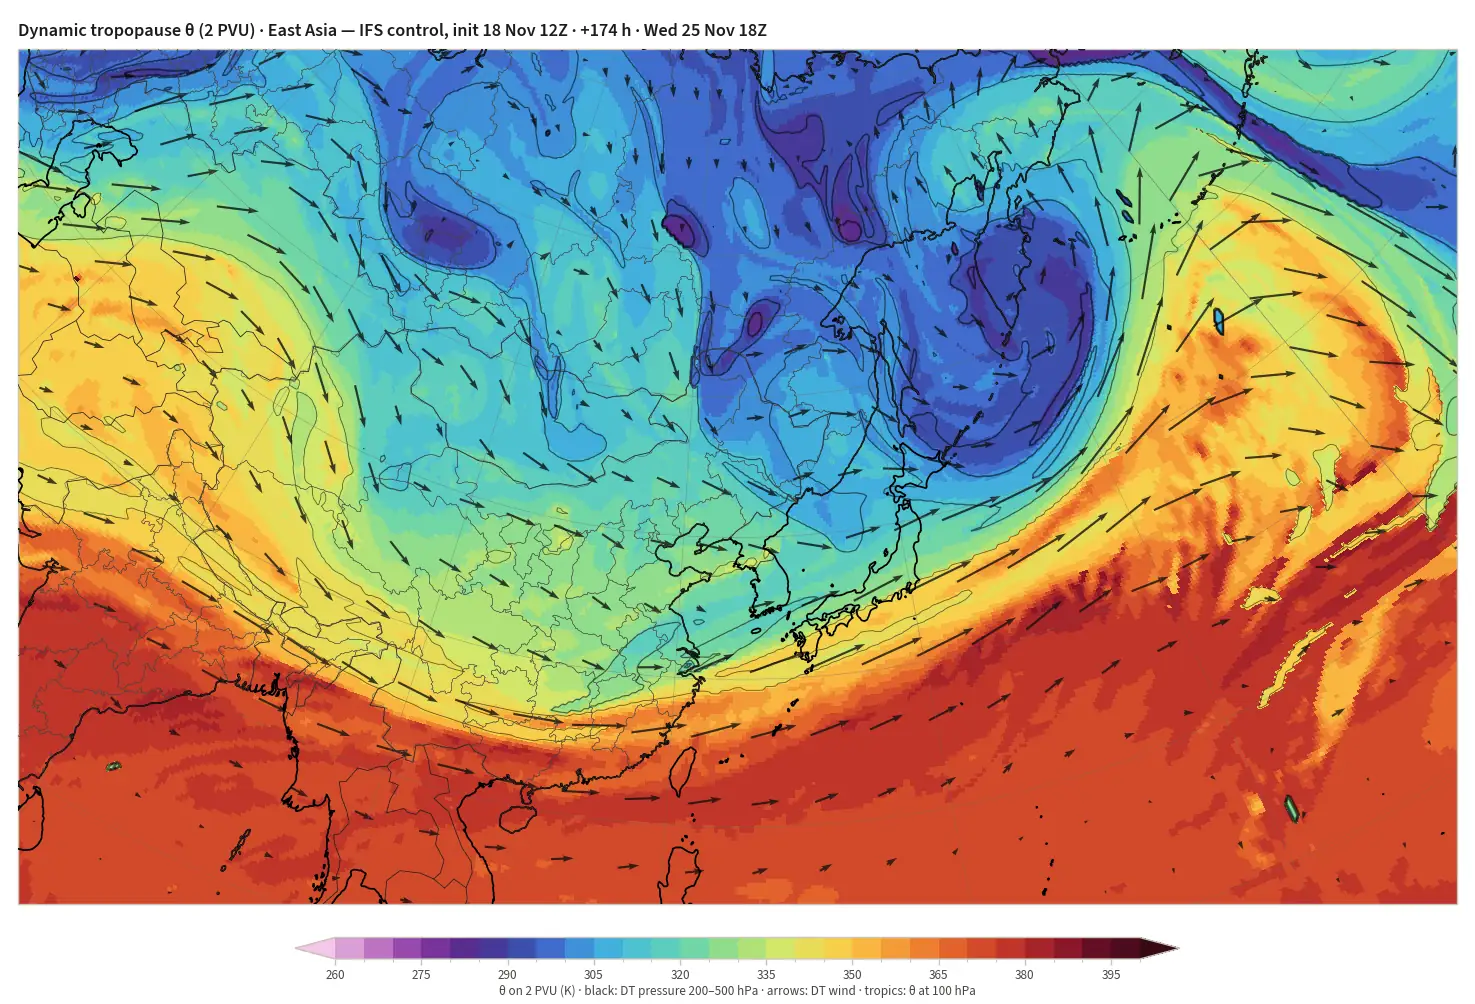 Dynamic tropopause θ (2 PVU) · East Asia — IFS control, init 18 Nov 12Z · +174 h · Wed 25 Nov 18Z
260 275 290 305 320 335 350 365 380 395
θ on 2 PVU (K) · black: DT pressure 200–500 hPa · arrows: DT wind · tropics: θ at 100 hPa